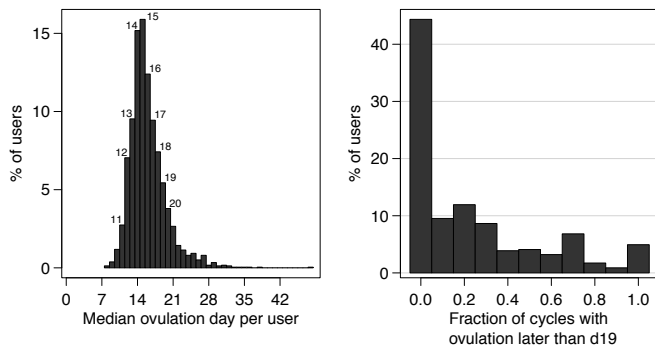 15
10
5
0
% of users
11
12
13
14
15
16
17
18
19
20
0 7 14 21 28 35 42
Median ovulation day per user
40
30
20
10
0
% of users
0.0 0.2 0.4 0.6 0.8 1.0
Fraction of cycles with
ovulation later than d19